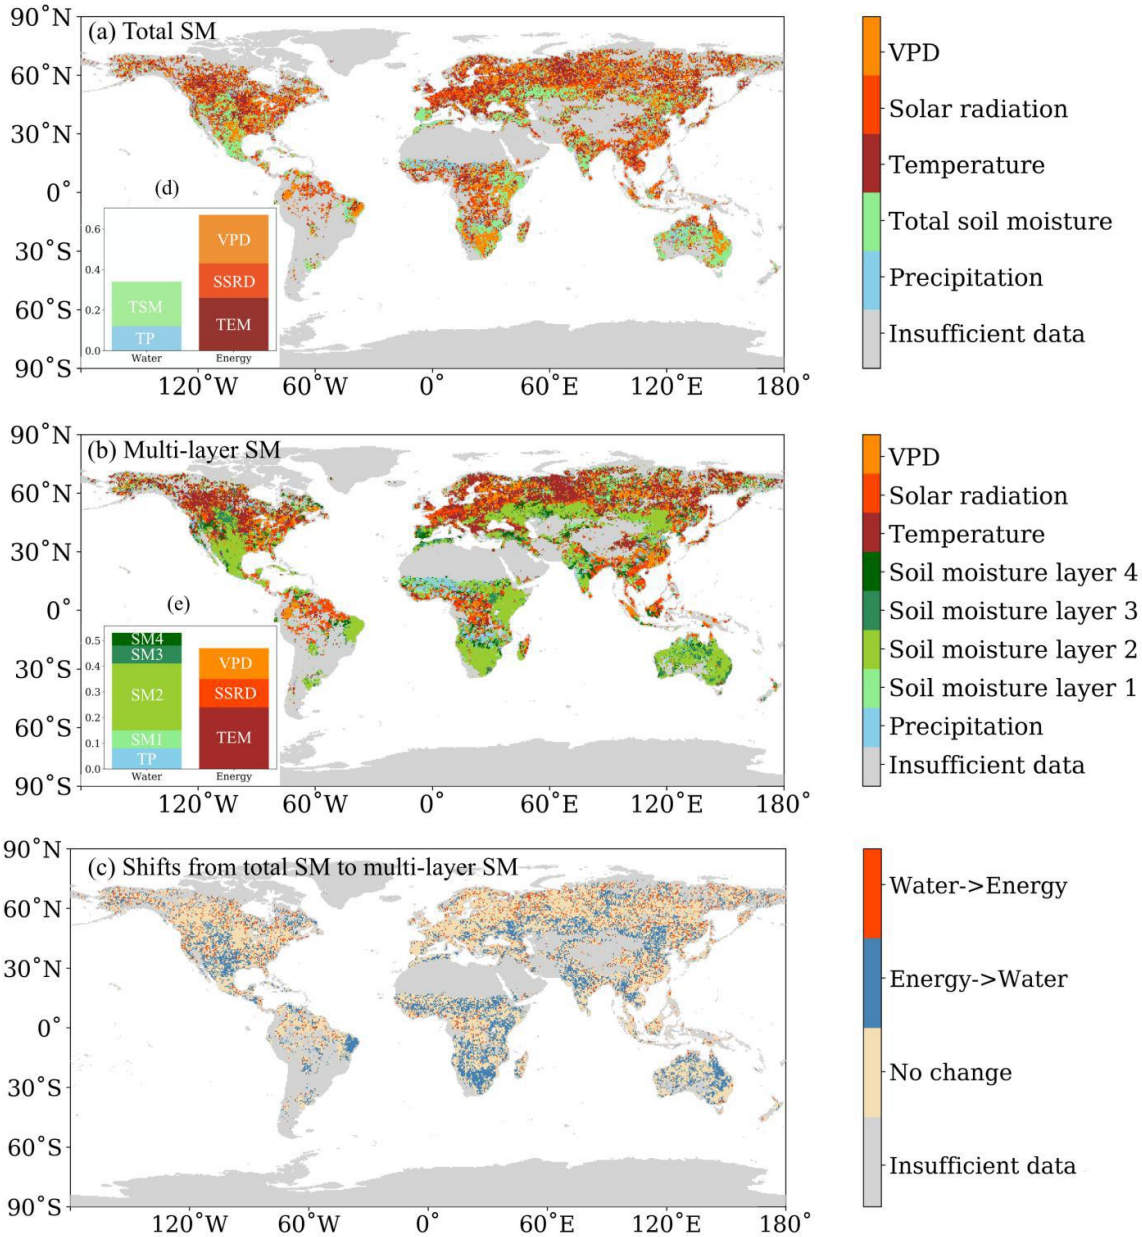 90˚N
(a) Total SM
60˚N
30˚N
0˚
30˚S
60˚S
90˚S
120˚W
60˚W
0˚
60˚E
120˚E
180˚
(d)
0.6
0.4
0.2
0.0
TSM
TP
VPD
SSRD
TEM
Water
Energy
VPD
Solar radiation
Temperature
Total soil moisture
Precipitation
Insufficient data
90˚N
(b) Multi-layer SM
60˚N
30˚N
0˚
30˚S
60˚S
90˚S
120˚W
60˚W
0˚
60˚E
120˚E
180˚
(e)
0.5
0.4
0.3
0.2
0.1
0.0
SM4
SM3
SM2
SM1
TP
VPD
SSRD
TEM
Water
Energy
VPD
Solar radiation
Temperature
Soil moisture layer 4
Soil moisture layer 3
Soil moisture layer 2
Soil moisture layer 1
Precipitation
Insufficient data
90˚N
(c) Shifts from total SM to multi-layer SM
60˚N
30˚N
0˚
30˚S
60˚S
90˚S
120˚W
60˚W
0˚
60˚E
120˚E
180˚
Water->Energy
Energy->Water
No change
Insufficient data